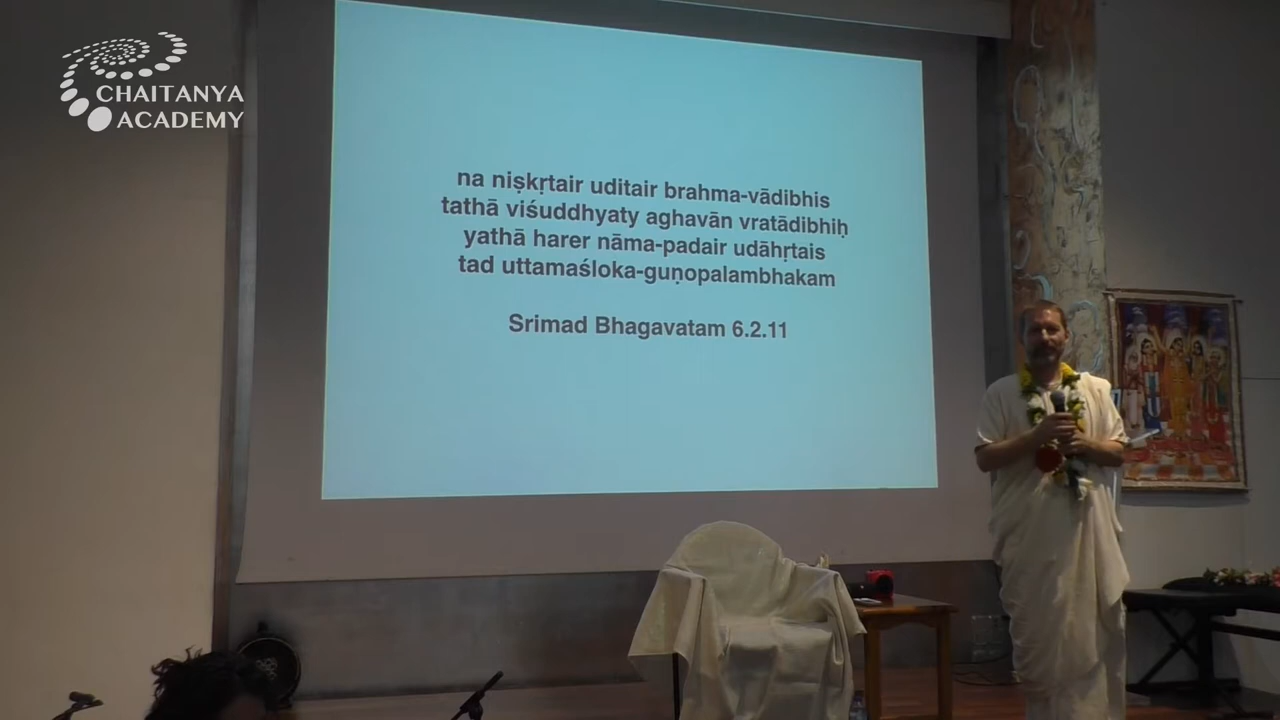 CHAITANYA
ACADEMY
na niṣkṛtair uditair brahma-vādibhis
tathā viśuddhyaty aghavān vratādibhiḥ
yathā harer nāma-padair udāhṛtais
tad uttamaśloka-guṇopalambhakam
Srimad Bhagavatam 6.2.11